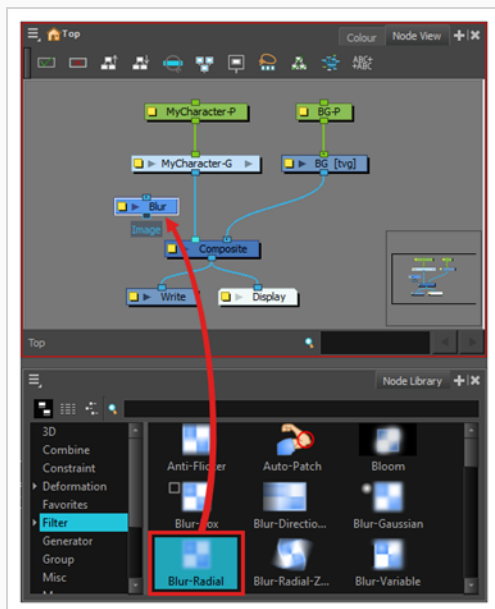 Top
Colour Node View
ABC+
+ABC
MyCharacter-P BG-P
MyCharacter-G BG [tvg]
Blur
Image
Composite
Write Display
Top
Node Library
3D
Combine
Constraint
Deformation
Favorites
Filter
Generator
Group
Misc
Anti-Flicker Auto-Patch Bloom
Blur-Box Blur-Directio... Blur-Gaussian
Blur-Radial Blur-Radial-Z... Blur-Variable